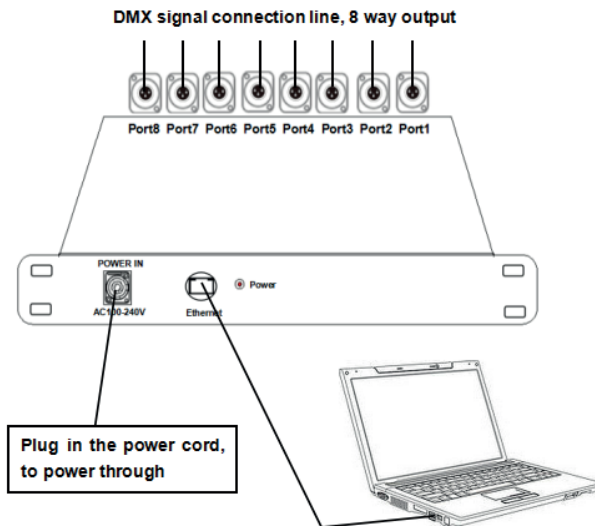 DMX signal connection line, 8 way output
Port8 Port7 Port6 Port5 Port4 Port3 Port2 Port1
POWER IN
Power
AC100-240V Ethernet
Plug in the power cord,
to power through